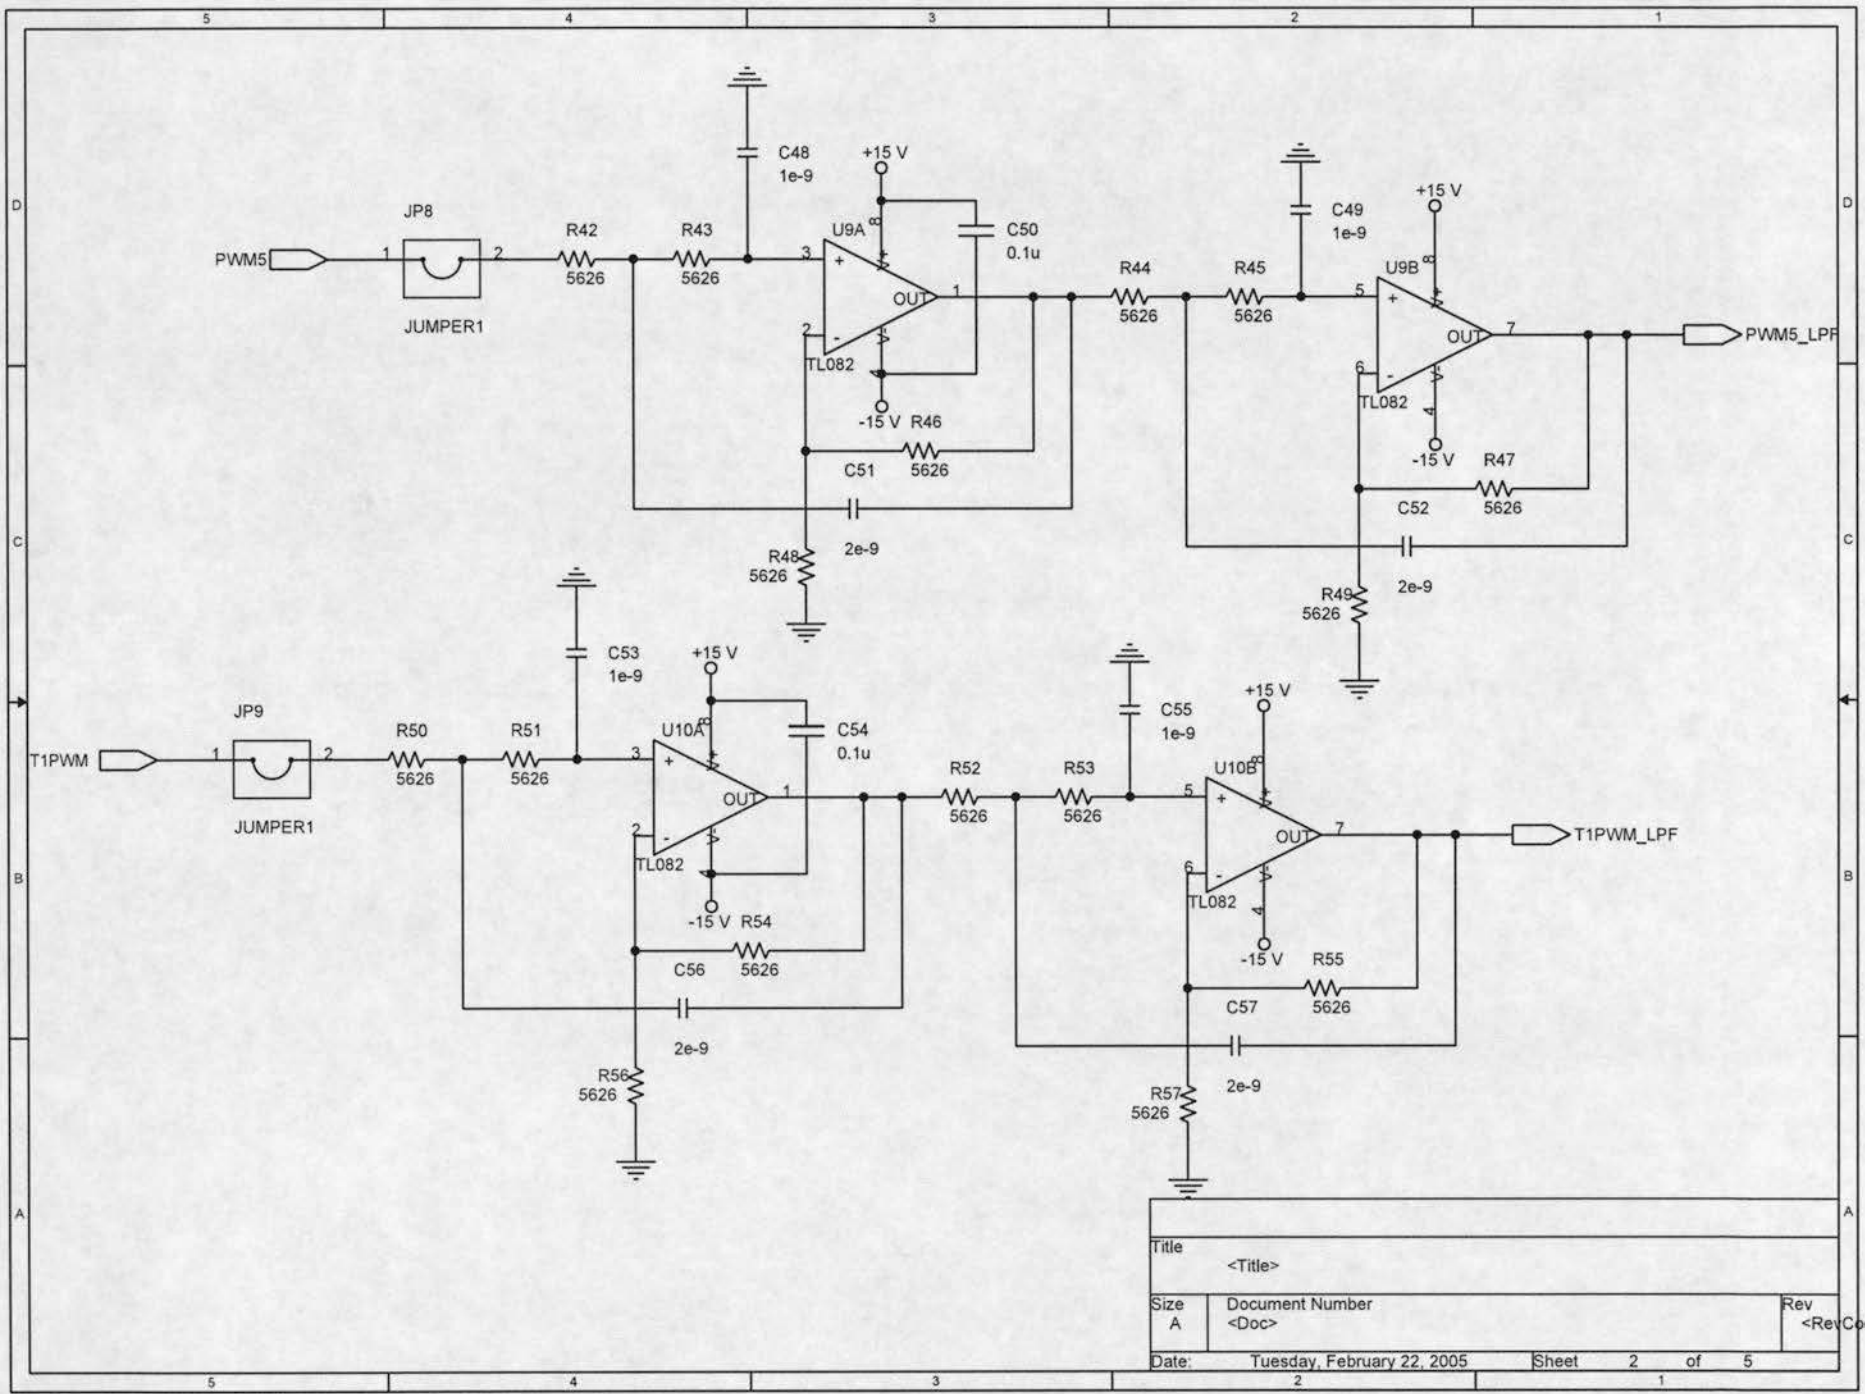 5 4 3 2 1
D
D
C48
1e-9
+15 V
C49
1e-9
+15 V
JP8
R42
R43
8
U9A
C50
0.1u
8
PWM5
1
2
5626
5626
3
+
V+
R44
R45
U9B
JUMPER1
OUT
1
5626
5626
5
+
V+
2
-
V-
TL082
4
OUT
7
PWM5_LPF
6
-
V-
TL082
4
-15 V
R46
C51
5626
-15 V
R47
C52
5626
C
C
R48
5626
2e-9
R49
5626
2e-9
C53
1e-9
+15 V
C55
1e-9
+15 V
JP9
R50
R51
8
U10A
C54
0.1u
8
T1PWM
1
2
5626
5626
3
+
V+
R52
R53
U10B
JUMPER1
OUT
1
5626
5626
5
+
V+
2
-
V-
TL082
4
OUT
7
T1PWM_LPF
6
-
V-
TL082
4
B
B
-15 V
R54
C56
5626
-15 V
R55
C57
5626
2e-9
R56
5626
2e-9
R57
5626
A
A
Title
<Title>
Size
A
Document Number
<Doc>
Rev
<RevCo
Date: Tuesday, February 22, 2005 Sheet 2 of 5
5 4 3 2 1